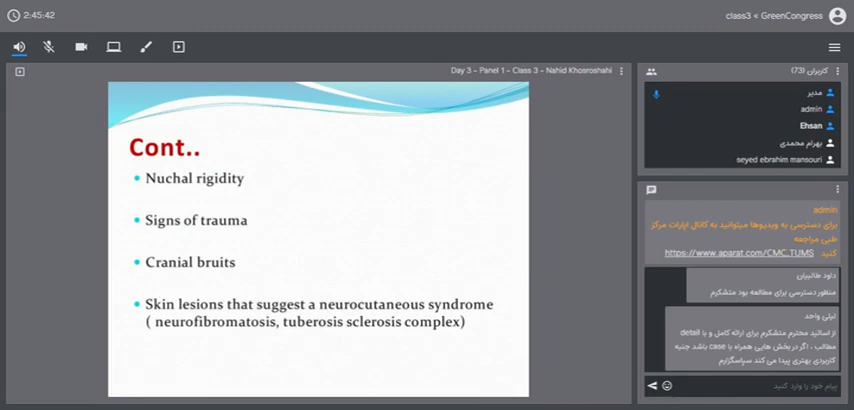 2:45:42
class3 < GreenCongress
Day 3 - Panel 1 - Class 3 - Nahid Khosroshahi
Cont..
Nuchal rigidity
Signs of trauma
Cranial bruits
Skin lesions that suggest a neurocutaneous syndrome
( neurofibromatosis, tuberosis sclerosis complex)
کاربران (73)
مدیر
admin
Ehsan
بهرام محمدی
seyed ebrahim mansouri
admin
برای دسترسی به ویدیوها میتوانید به کانال اپارات مرکز
طبی مراجعه
کنید https://www.aparat.com/CMC_TUMS
داود طالبیان
منظور دسترسی برای مطالعه بود متشکرم
لیلی واحد
از اساتید محترم متشکرم برای ارائه کامل و با detail
مطالب ، اگر در بخش هایی همراه با case باشد جنبه
کاربردی بهتری پیدا می کند سپاسگزارم
پیام خود را وارد کنید